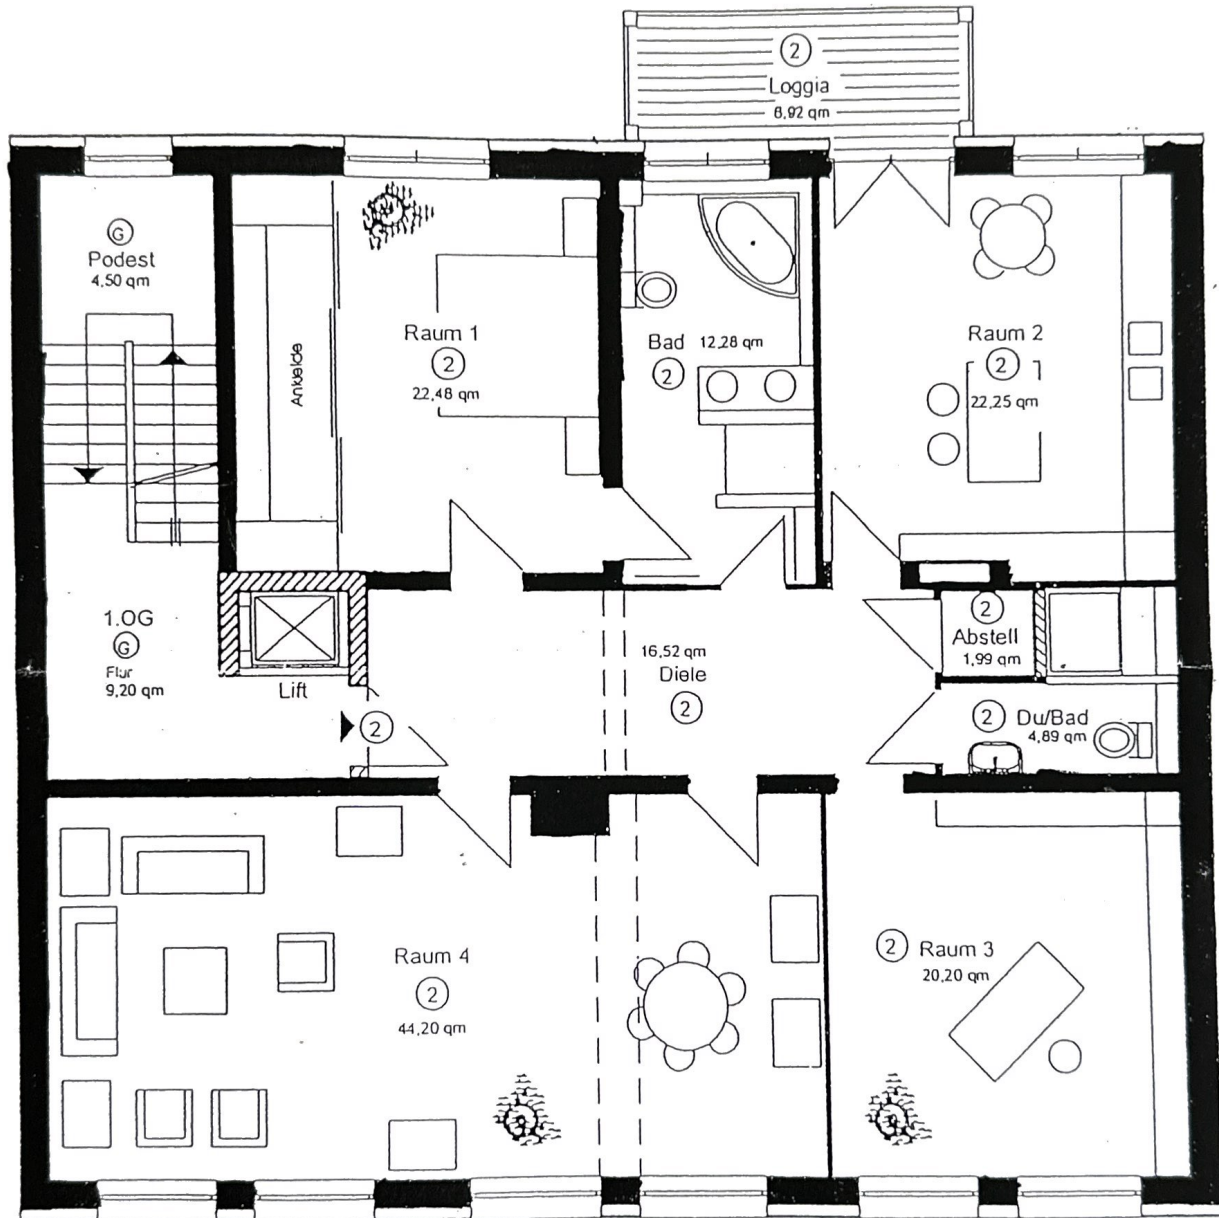 2
Loggia
6,92 qm
G
Podest
4,50 qm
Raum 1
2
22,48 qm
Ankleide
Bad 12,28 qm
2
Raum 2
2
22,25 qm
1.OG
G
Flur
9,20 qm
Lift
2
16,52 qm
Diele
2
2
Abstell
1,99 qm
2
Du/Bad
4,89 qm
Raum 4
2
44,20 qm
2
Raum 3
20,20 qm